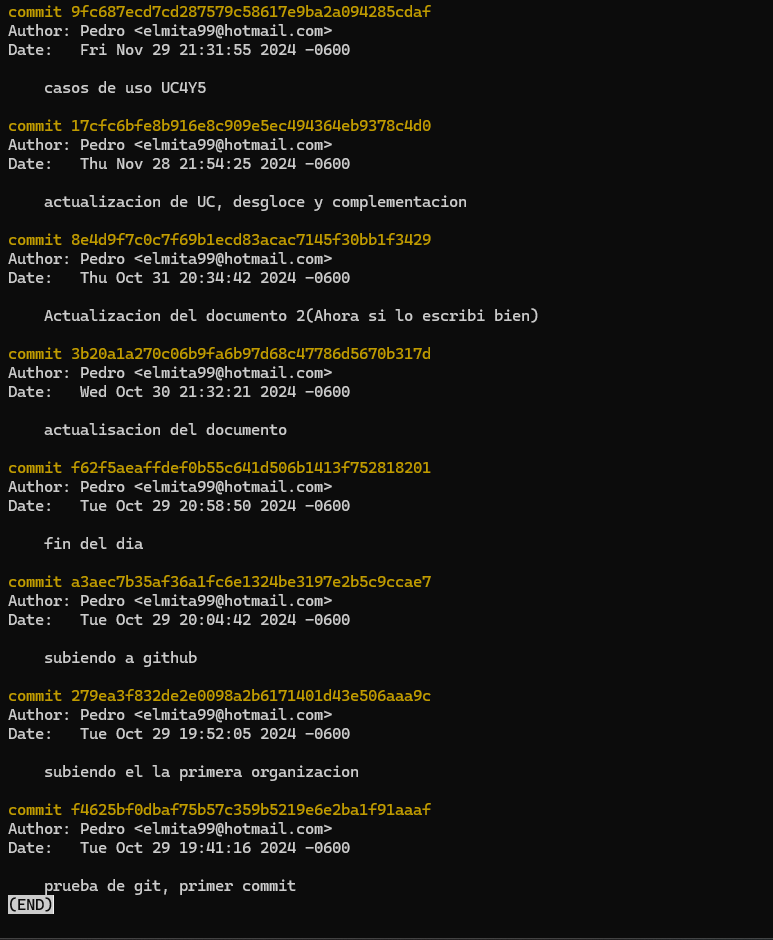 commit 9fc687ecd7cd287579c58617e9ba2a094285cdaf
Author: Pedro <elmita99@hotmail.com>
Date:   Fri Nov 29 21:31:55 2024 -0600
casos de uso UC4Y5
commit 17cfc6bfe8b916e8c909e5ec494364eb9378c4d0
Author: Pedro <elmita99@hotmail.com>
Date:   Thu Nov 28 21:54:25 2024 -0600
actualizacion de UC, desgloce y complementacion
commit 8e4d9f7c0c7f69b1ecd83acac7145f30bb1f3429
Author: Pedro <elmita99@hotmail.com>
Date:   Thu Oct 31 20:34:42 2024 -0600
Actualizacion del documento 2(Ahora si lo escribi bien)
commit 3b20a1a270c06b9fa6b97d68c47786d5670b317d
Author: Pedro <elmita99@hotmail.com>
Date:   Wed Oct 30 21:32:21 2024 -0600
actualisacion del documento
commit f62f5aeaffdef0b55c641d506b1413f752818201
Author: Pedro <elmita99@hotmail.com>
Date:   Tue Oct 29 20:58:50 2024 -0600
fin del dia
commit a3aec7b35af36a1fc6e1324be3197e2b5c9ccae7
Author: Pedro <elmita99@hotmail.com>
Date:   Tue Oct 29 20:04:42 2024 -0600
subiendo a github
commit 279ea3f832de2e0098a2b6171401d43e506aaa9c
Author: Pedro <elmita99@hotmail.com>
Date:   Tue Oct 29 19:52:05 2024 -0600
subiendo el la primera organizacion
commit f4625bf0dbaf75b57c359b5219e6e2ba1f91aaaf
Author: Pedro <elmita99@hotmail.com>
Date:   Tue Oct 29 19:41:16 2024 -0600
prueba de git, primer commit
(END)